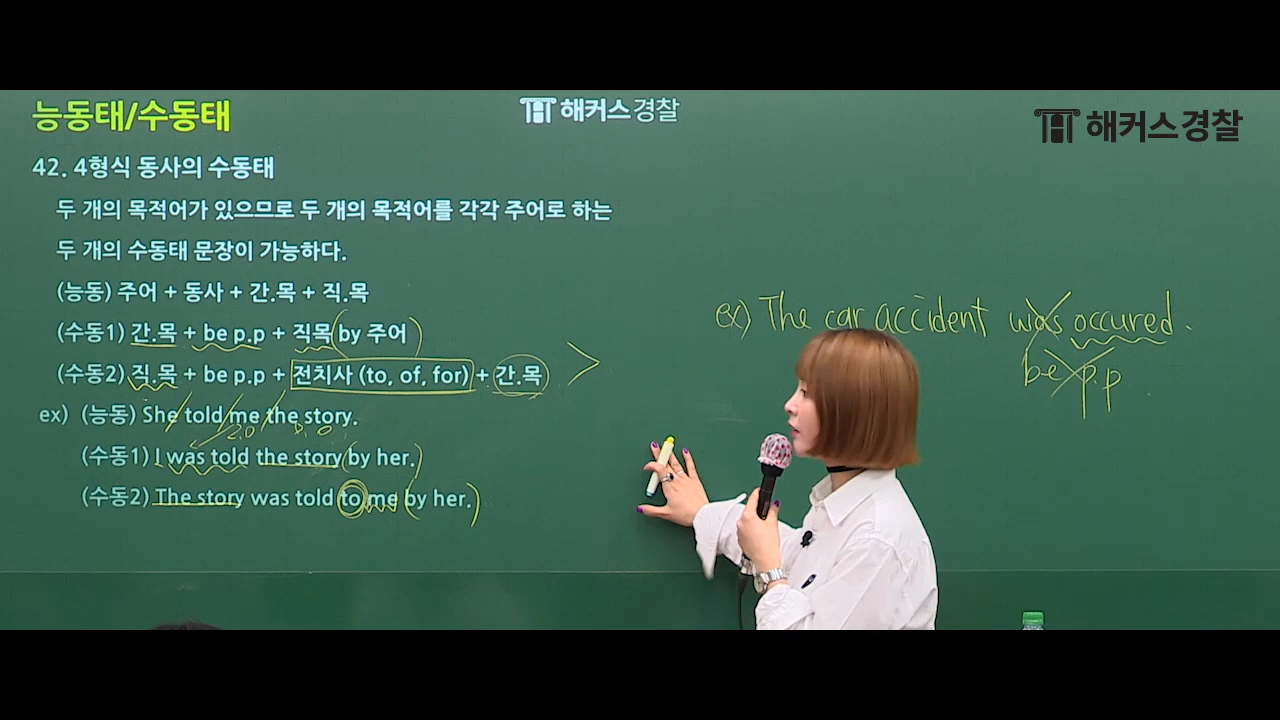 해커스경찰
해커스경찰
능동태/수동태
42. 4형식 동사의 수동태
두 개의 목적어가 있으므로 두 개의 목적어를 각각 주어로 하는
두 개의 수동태 문장이 가능하다.
(능동) 주어 + 동사 + 간.목 + 직.목
(수동1) 간.목 + be p.p + 직목(by 주어)
(수동2) 직.목 + be p.p + 전치사 (to, of, for) + 간.목
ex) (능동) She told me the story.
I.O D.O
(수동1) I was told the story (by her.)
(수동2) The story was told to me (by her.)
ex) The car accident was occured.
be p.p